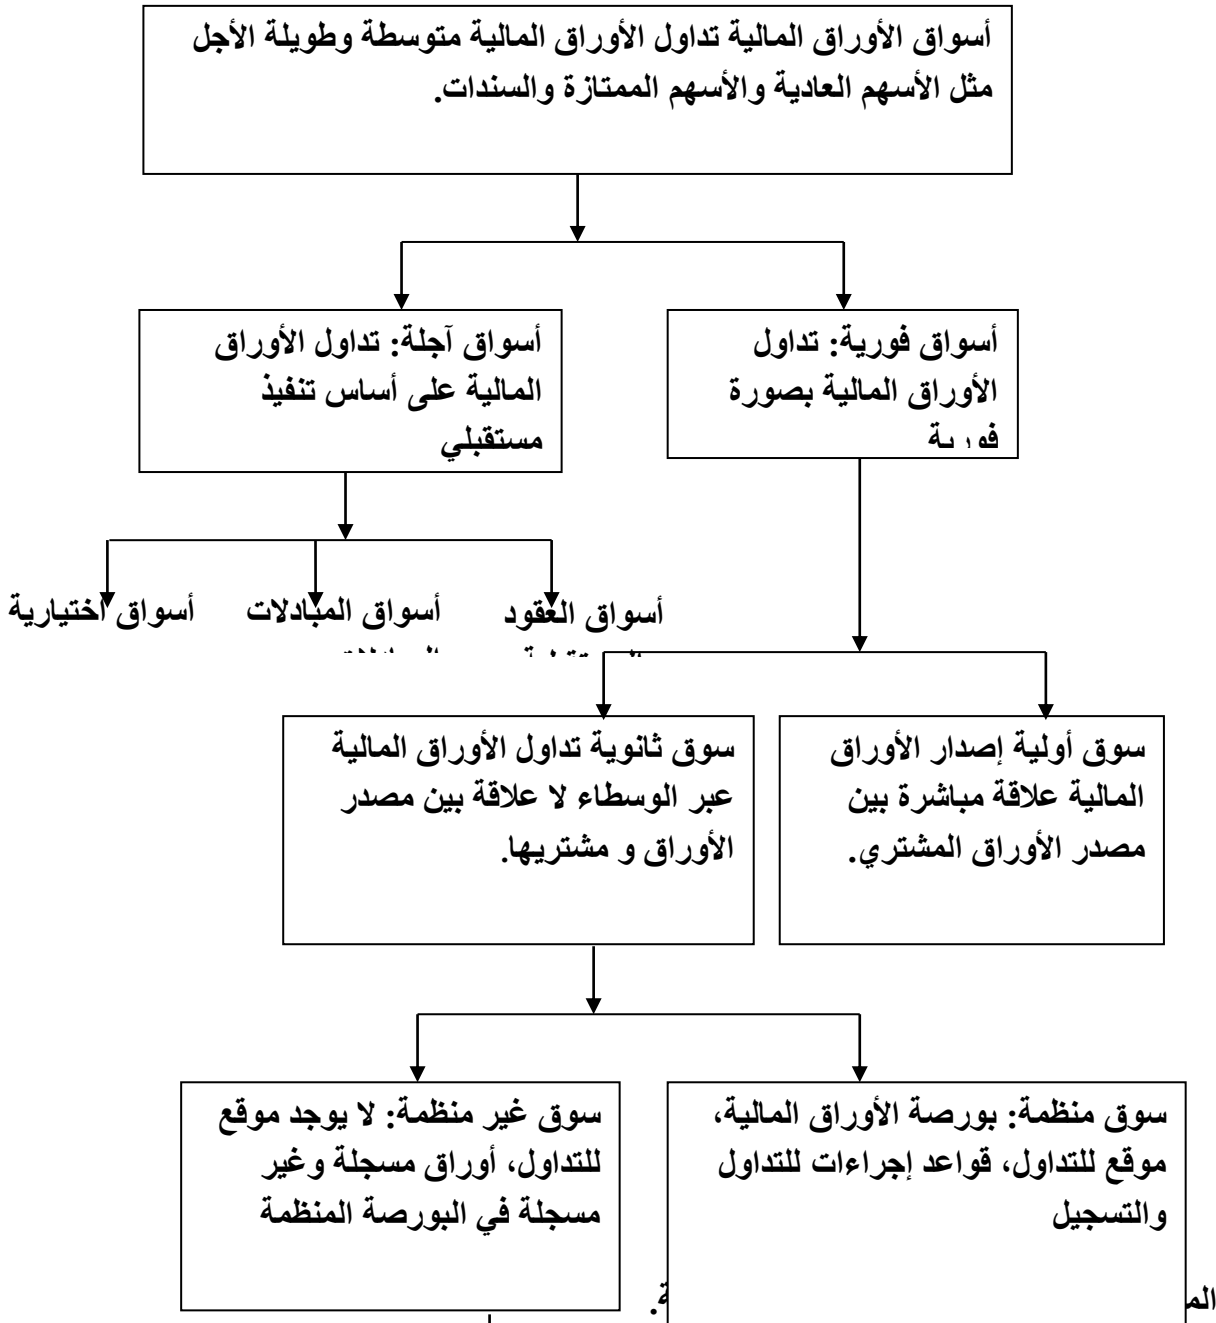 أسواق الأوراق المالية تداول الأوراق المالية متوسطة وطويلة الأجل
مثل الأسهم العادية والأسهم الممتازة والسندات.
أسواق فورية: تداول
الأوراق المالية بصورة
فورية
أسواق آجلة: تداول الأوراق
المالية على أساس تنفيذ
مستقبلي
أسواق العقود
أسواق المبادلات
أسواق اختيارية
سوق أولية إصدار الأوراق
المالية علاقة مباشرة بين
مصدر الأوراق المشتري.
سوق ثانوية تداول الأوراق المالية
عبر الوسطاء لا علاقة بين مصدر
الأوراق و مشتريها.
سوق منظمة: بورصة الأوراق المالية،
موقع للتداول، قواعد إجراءات للتداول
والتسجيل
سوق غير منظمة: لا يوجد موقع
للتداول، أوراق مسجلة وغير
مسجلة في البورصة المنظمة